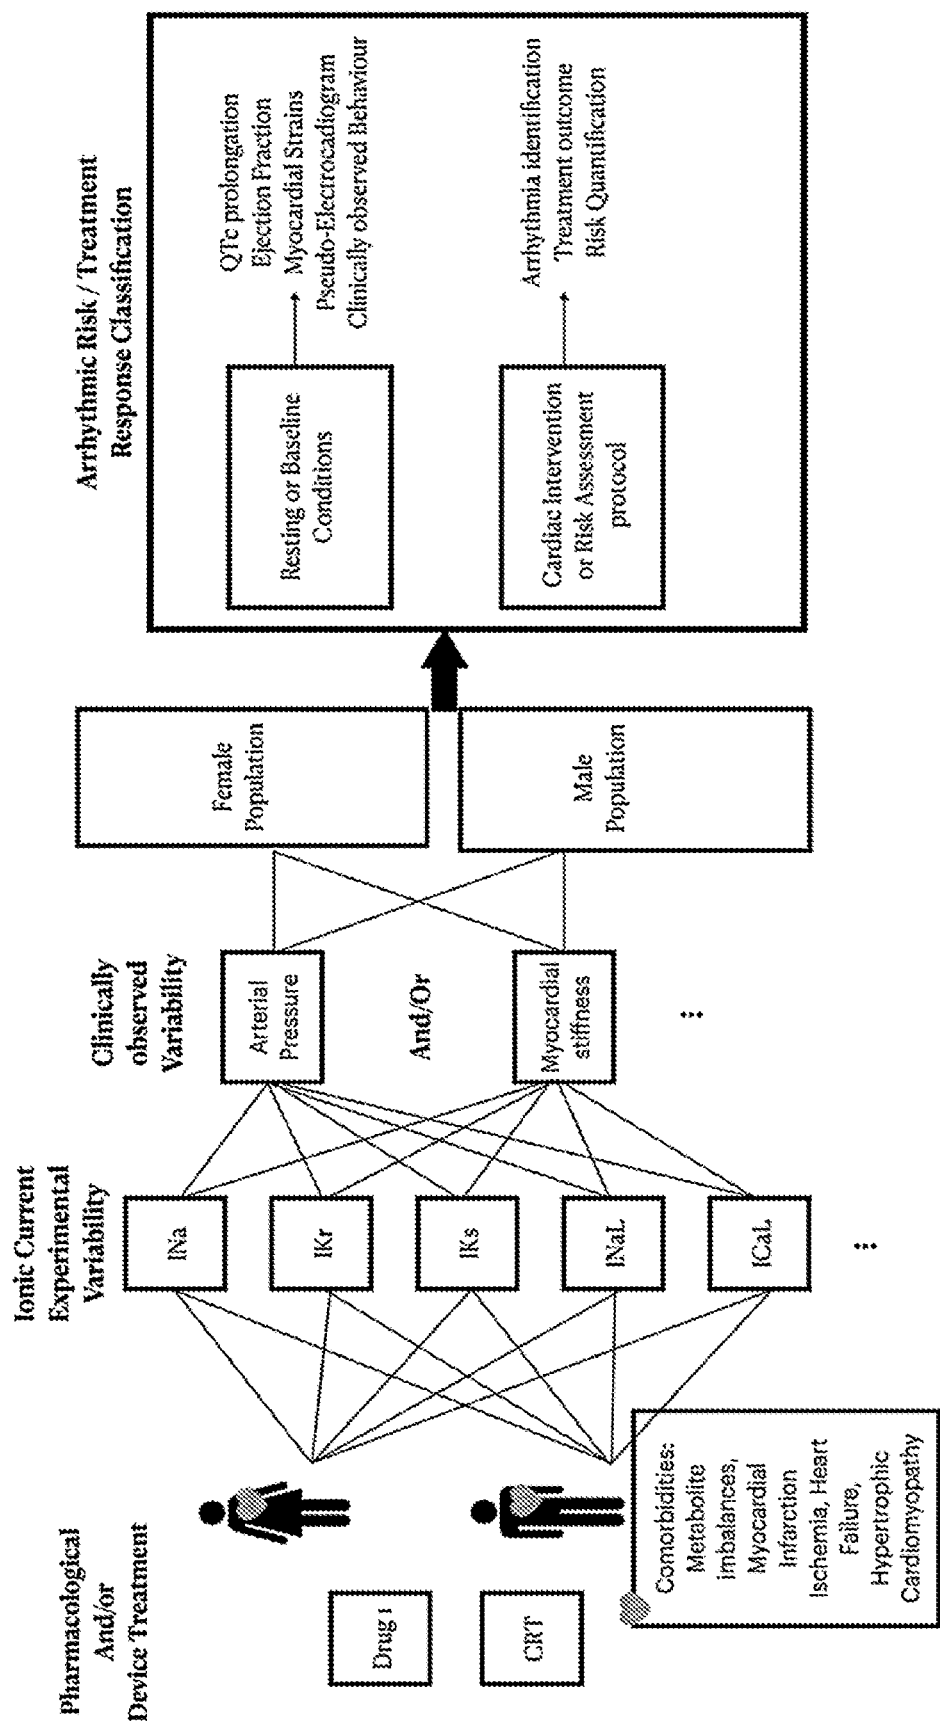 Pharmacological
And/or
Device Treatment
Drug 1
CRT
Comorbidities:
Metabolite
imbalances,
Myocardial
Infarction
Ischemia, Heart
Failure,
Hypertrophic
Cardiomyopathy
Ionic Current
Experimental
Variability
INa
IKr
IKs
INaL
ICaL
⋮
Clinically
observed
Variability
Arterial
Pressure
And/Or
Myocardial
stiffness
⋮
Female
Population
Male
Population
Arrhythmic Risk / Treatment
Response Classification
Resting or Baseline
Conditions
QTc prolongation
Ejection Fraction
Myocardial Strains
Pseudo-Electrocadiogram
Clinically observed Behaviour
Cardiac Intervention
or Risk Assessment
protocol
Arrhythmia identification
Treatment outcome
Risk Quantification